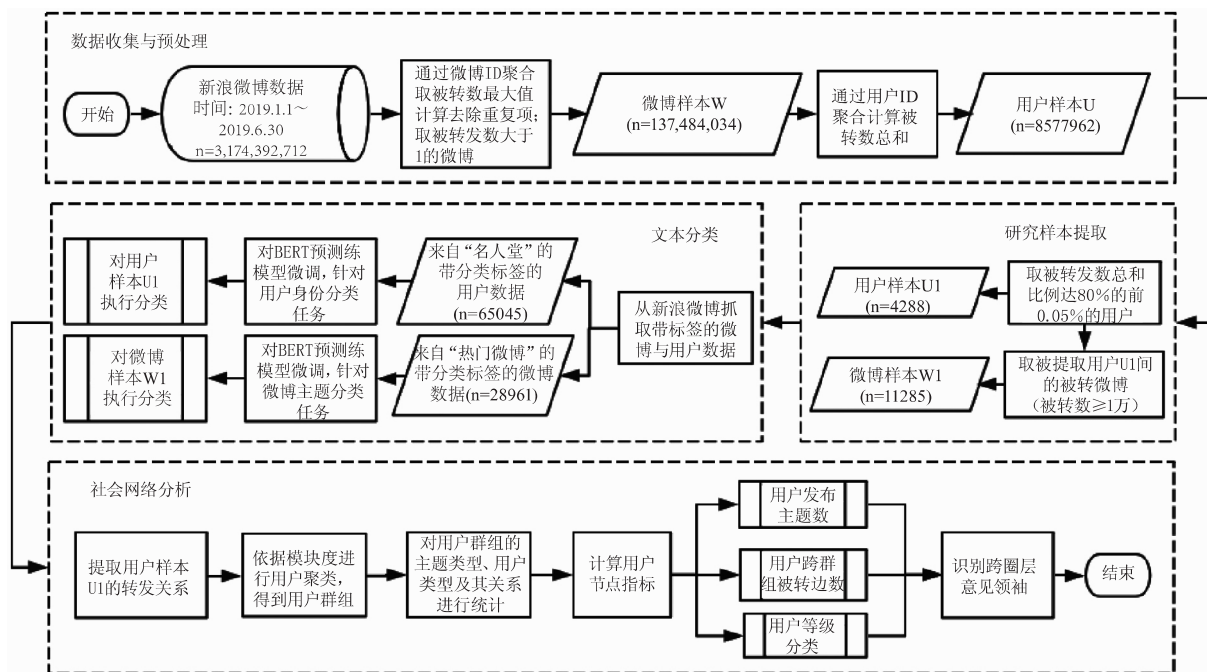 数据收集与预处理
开始
新浪微博数据
时间: 2019.1.1～
2019.6.30
n=3,174,392,712
通过微博ID聚合
取被转数最大值
计算去除重复项;
取被转发数大于
1的微博
微博样本W
(n=137,484,034)
通过用户ID
聚合计算被
转数总和
用户样本U
(n=8577962)
研究样本提取
取被转发数总和
比例达80%的前
0.05%的用户
用户样本U1
(n=4288)
取被提取用户U1间
的被转微博
（被转数≥1万）
微博样本W1
(n=11285)
文本分类
从新浪微博抓
取带标签的微
博与用户数据
来自“名人堂”的
带分类标签的
用户数据
(n=65045)
对BERT预测练
模型微调, 针对
用户身份分类
任务
对用户
样本U1
执行分类
来自“热门微博”的
带分类标签的微博
数据(n=28961)
对BERT预测练
模型微调, 针对
微博主题分类
任务
对微博
样本W1
执行分类
社会网络分析
提取用户样本
U1的转发关系
依据模块度进
行用户聚类,
得到用户群组
对用户群组的
主题类型、用户
类型及其关系
进行统计
计算用户
节点指标
用户发布
主题数
用户跨群
组被转边数
用户等级
分类
识别跨圈层
意见领袖
结束